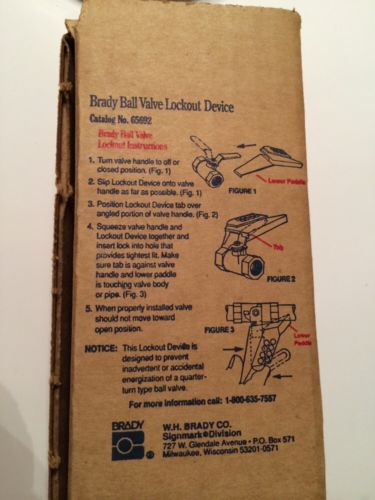 Brady Ball Valve Lockout Device
Catalog No. 65692
Brady Ball Valve
Lockout Instructions
1. Turn valve handle to off or
closed position. (Fig. 1)
2. Slip Lockout Device onto valve
handle as far as possible. (Fig. 1)
3. Position Lockout Device tab over
angled portion of valve handle. (Fig. 2)
4. Squeeze valve handle and
Lockout Device together and
insert lock into hole that
provides tightest fit. Make
sure tab is against valve
handle and lower paddle
is touching valve body
or pipe. (Fig. 3)
5. When properly installed valve
should not move toward
open position.
Lower Paddle
FIGURE 1
Tab
FIGURE 2
FIGURE 3
Lower
Paddle
NOTICE: This Lockout Device is
designed to prevent
inadvertent or accidental
energization of a quarter-
turn type ball valve.
For more information call: 1-800-635-7557
BRADY
®
W.H. BRADY CO.
Signmark® Division
727 W. Glendale Avenue • P.O. Box 571
Milwaukee, Wisconsin 53201-0571